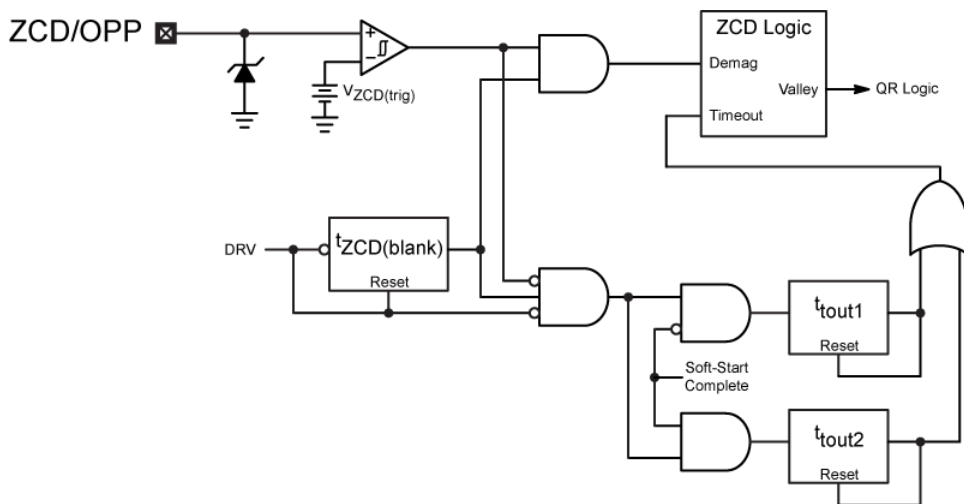 ZCD/OPP
ZCD Logic
Demag
VZCD(trig)
Valley
QR Logic
Timeout
DRV
tZCD(blank)
Reset
ttout1
Reset
Soft-Start
Complete
ttout2
Reset